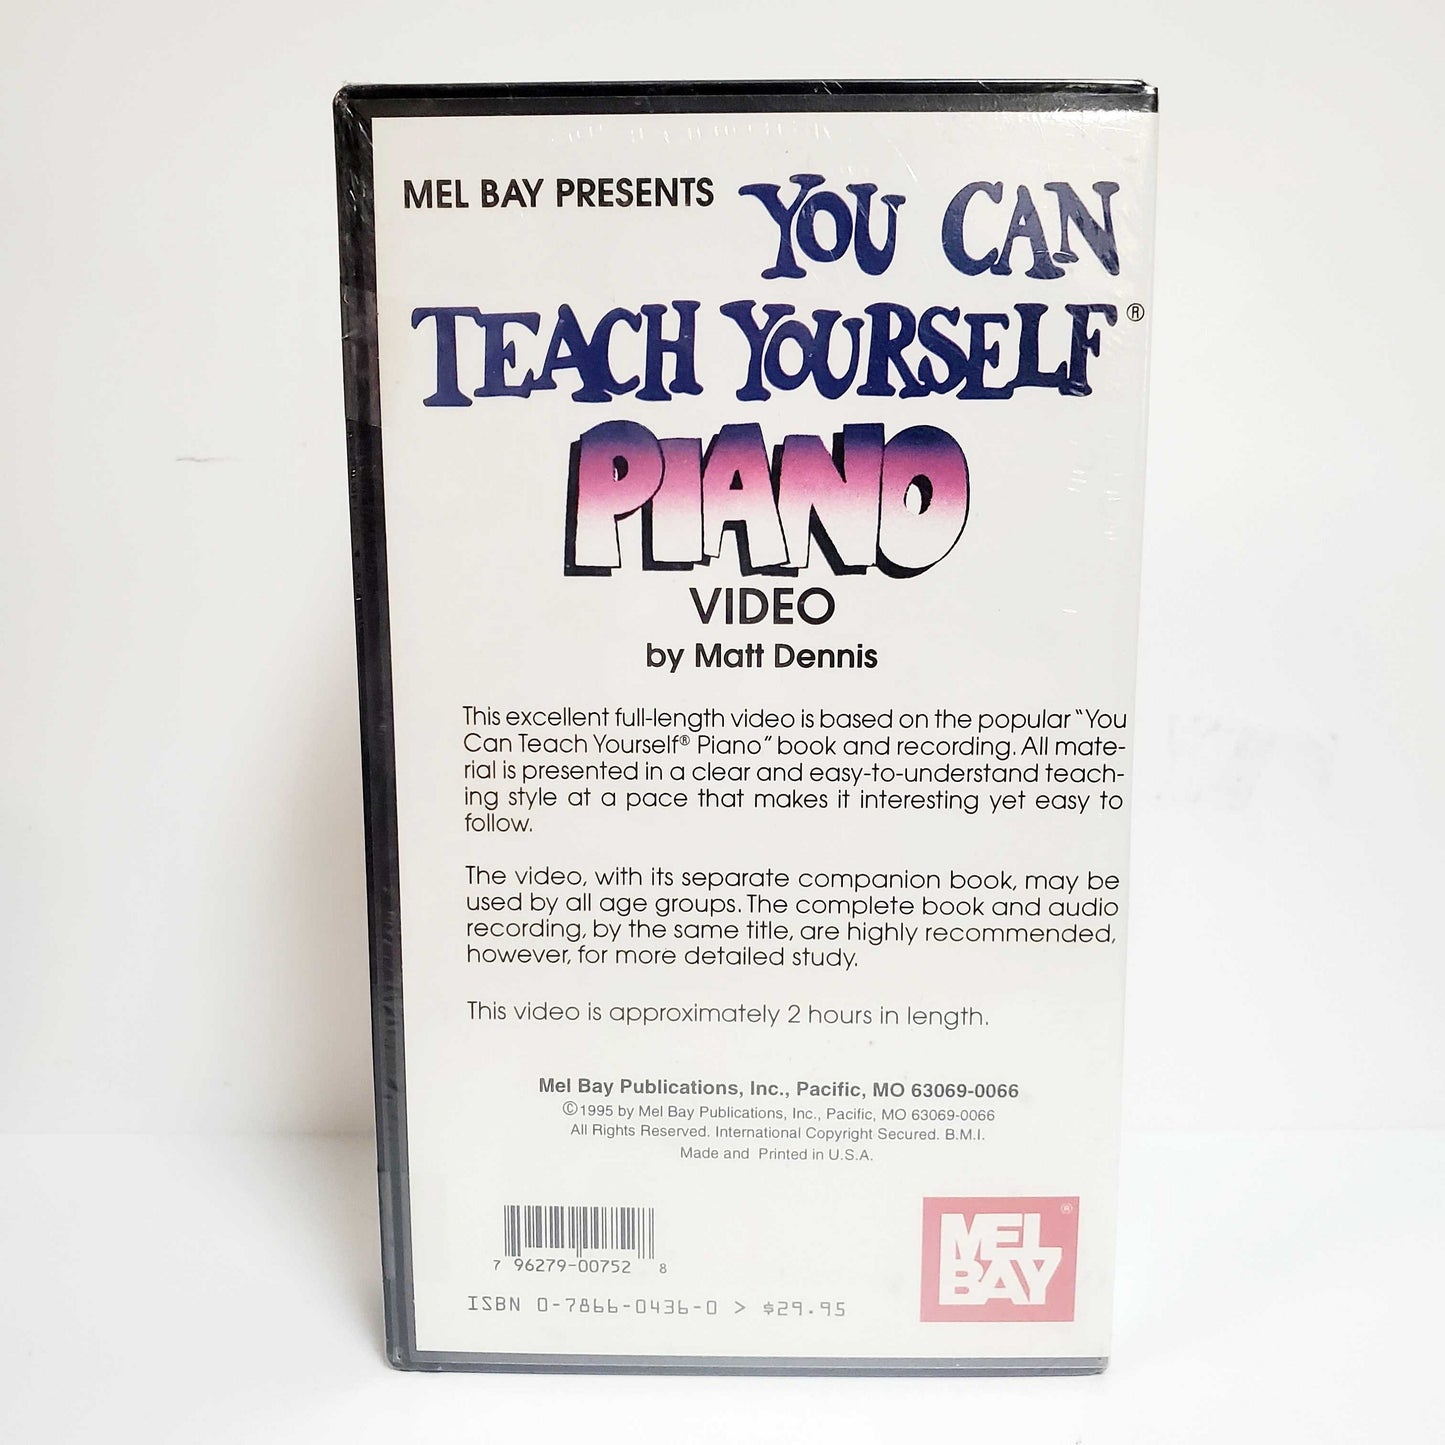 MEL BAY PRESENTS YOU CAN
TEACH YOURSELF®
PIANO
VIDEO
by Matt Dennis
This excellent full-length video is based on the popular "You
Can Teach Yourself® Piano" book and recording. All mate-
rial is presented in a clear and easy-to-understand teach-
ing style at a pace that makes it interesting yet easy to
follow.
The video, with its separate companion book, may be
used by all age groups. The complete book and audio
recording, by the same title, are highly recommended,
however, for more detailed study.
This video is approximately 2 hours in length.
Mel Bay Publications, Inc., Pacific, MO 63069-0066
©1995 by Mel Bay Publications, Inc., Pacific, MO 63069-0066
All Rights Reserved. International Copyright Secured. B.M.I.
Made and Printed in U.S.A.
7 96279-00752 8
ISBN 0-7866-0436-0 > $29.95
MEL ®
BAY